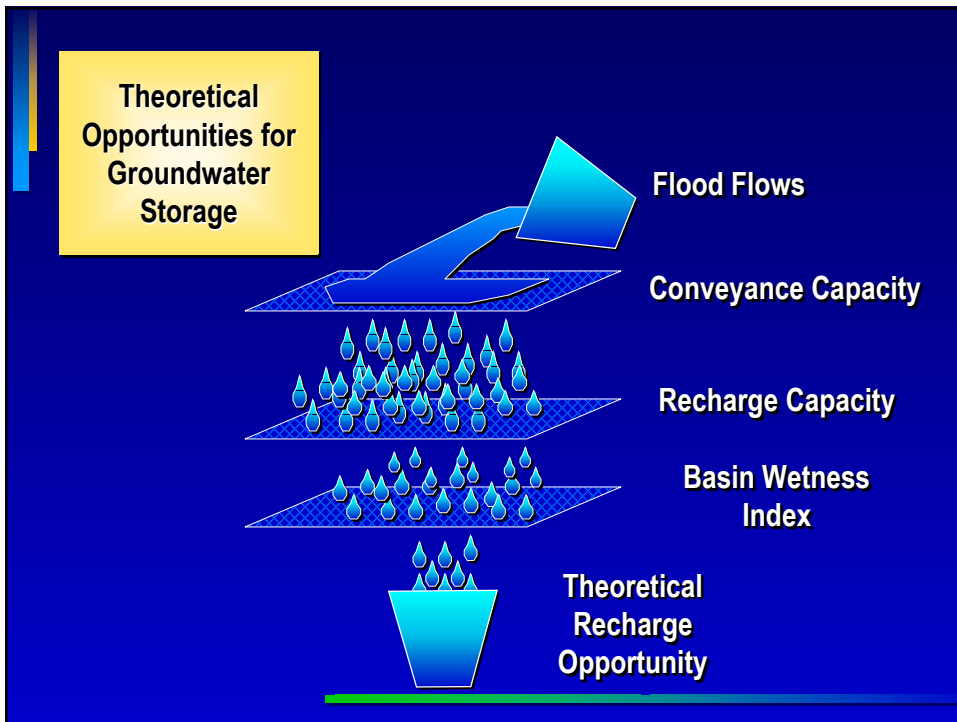 Theoretical
Opportunities for
Groundwater
Storage
Flood Flows
Conveyance Capacity
Recharge Capacity
Basin Wetness
Index
Theoretical
Recharge
Opportunity